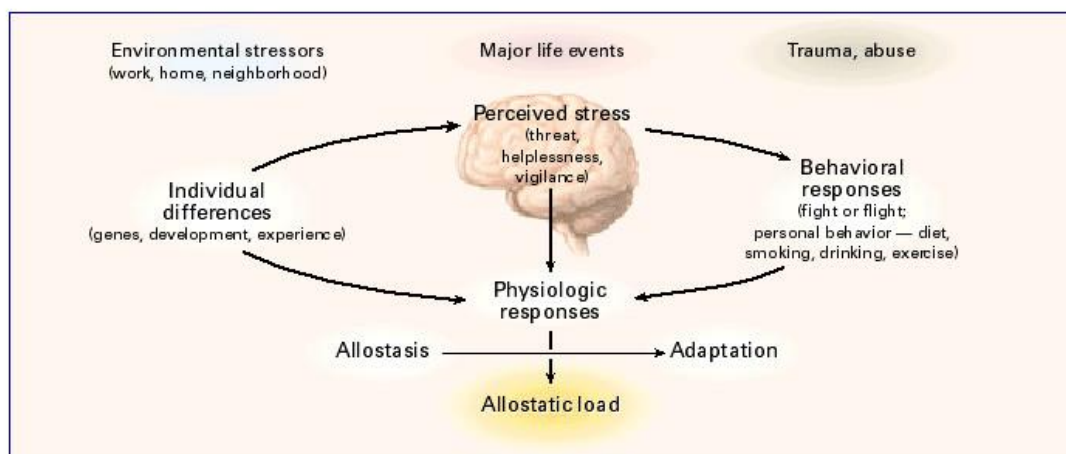 Environmental stressors
(work, home, neighborhood)
Major life events
Trauma, abuse
Perceived stress
(threat,
helplessness,
vigilance)
Individual
differences
(genes, development, experience)
Behavioral
responses
(fight or flight;
personal behavior — diet,
smoking, drinking, exercise)
Physiologic
responses
Allostasis
Adaptation
Allostatic load